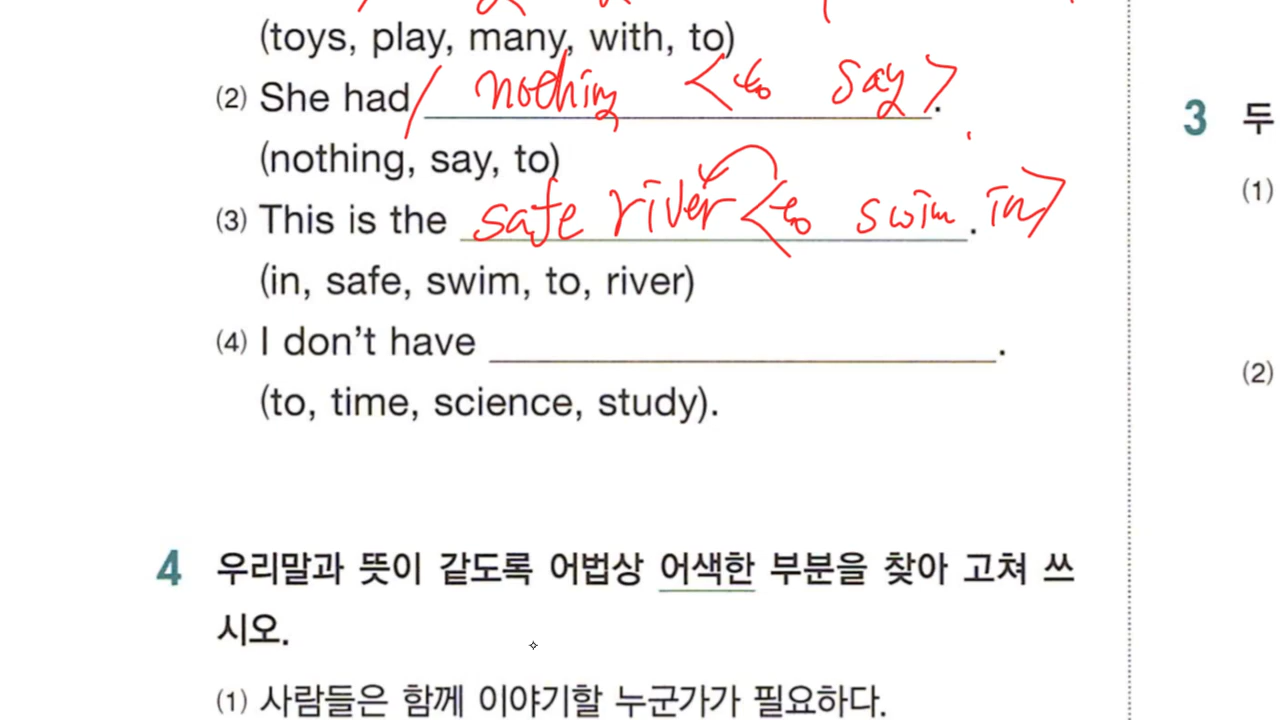 (toys, play, many, with, to)
(2) She had / nothing <to say>.
(nothing, say, to)
(3) This is the safe river <to swim in>.
(in, safe, swim, to, river)
(4) I don't have ____.
(to, time, science, study).
4 우리말과 뜻이 같도록 어법상 어색한 부분을 찾아 고쳐 쓰
시오.
(1) 사람들은 함께 이야기할 누군가가 필요하다.
3 두
(1)
(2)